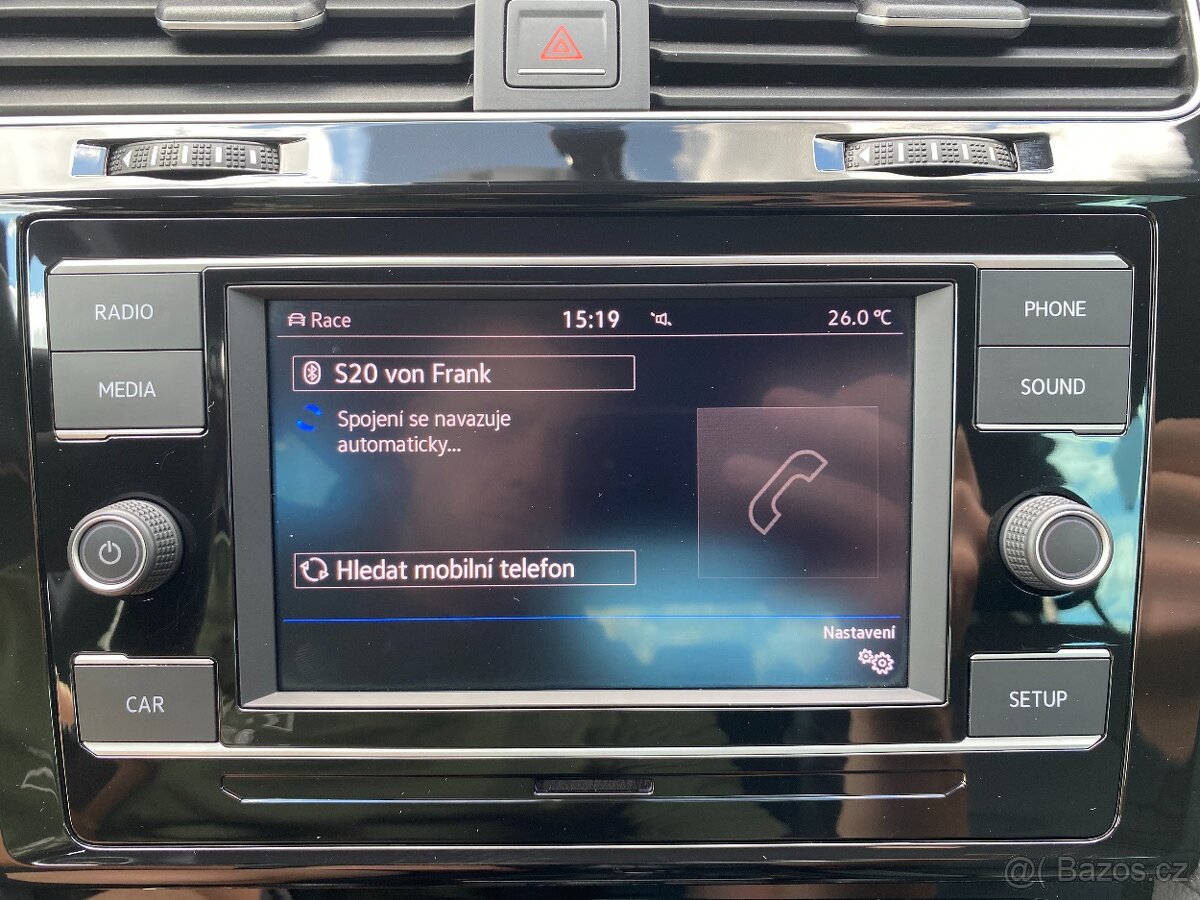 RADIO
MEDIA
CAR
Race 15:19 26.0 °C
S20 von Frank
Spojení se navazuje
automaticky...
Hledat mobilní telefon
Nastavení
PHONE
SOUND
SETUP
@( Bazos.cz